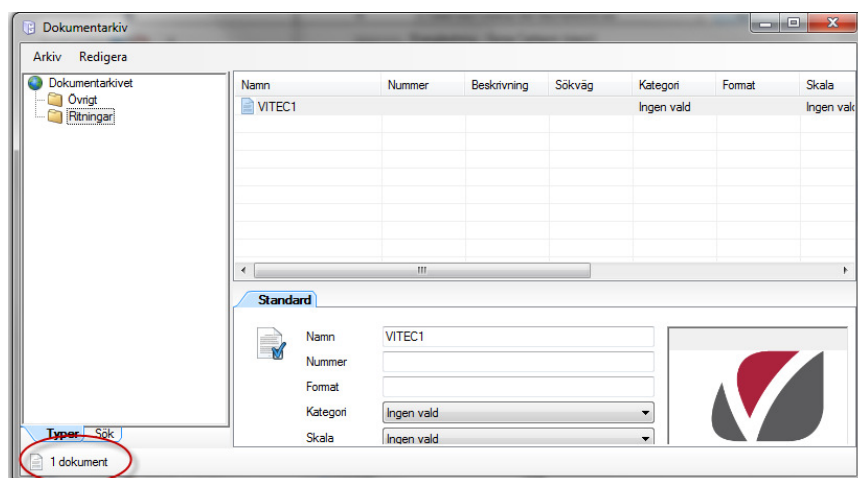 Dokumentarkiv
Arkiv Redigera
Dokumentarkivet
Övrigt
Ritningar
Namn Nummer Beskrivning Sökväg Kategori Format Skala
VITEC1 Ingen vald Ingen vald
Standard
Namn VITEC1
Nummer
Format
Kategori Ingen vald
Skala Ingen vald
Typer Sök
1 dokument